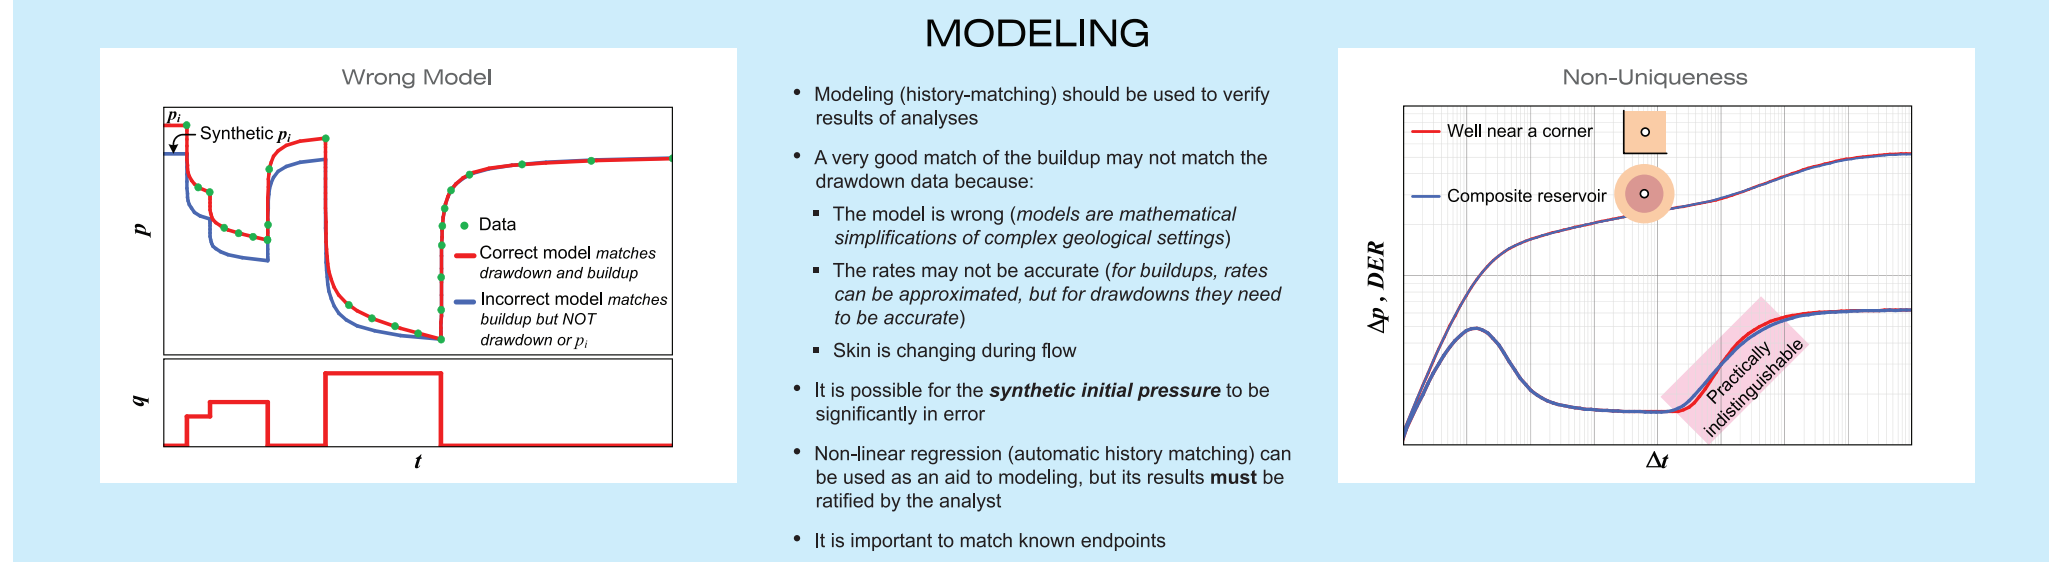 MODELING
Wrong Model
pi
Synthetic pi
p
Data
Correct model matches
drawdown and buildup
Incorrect model matches
buildup but NOT
drawdown or pi
q
t
• Modeling (history-matching) should be used to verify
results of analyses
• A very good match of the buildup may not match the
drawdown data because:
▪ The model is wrong (models are mathematical
simplifications of complex geological settings)
▪ The rates may not be accurate (for buildups, rates
can be approximated, but for drawdowns they need
to be accurate)
▪ Skin is changing during flow
• It is possible for the synthetic initial pressure to be
significantly in error
• Non-linear regression (automatic history matching) can
be used as an aid to modeling, but its results must be
ratified by the analyst
• It is important to match known endpoints
Non-Uniqueness
Well near a corner
Composite reservoir
Δp , DER
Practically
indistinguishable
Δt